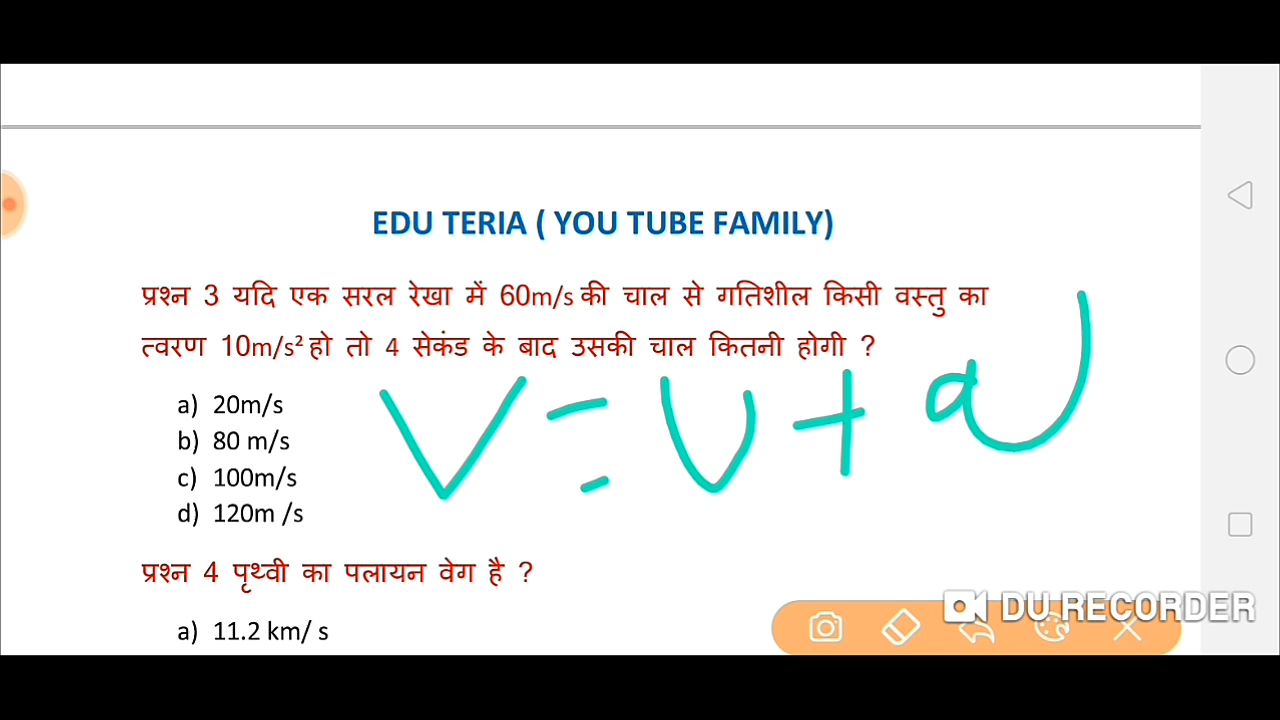 EDU TERIA ( YOU TUBE FAMILY)
प्रश्न 3 यदि एक सरल रेखा में 60m/s की चाल से गतिशील किसी वस्तु का
त्वरण 10m/s² हो तो 4 सेकंड के बाद उसकी चाल कितनी होगी ?
a) 20m/s
b) 80 m/s
c) 100m/s
d) 120m /s
V = U + a
प्रश्न 4 पृथ्वी का पलायन वेग है ?
a) 11.2 km/ s
DU RECORDER